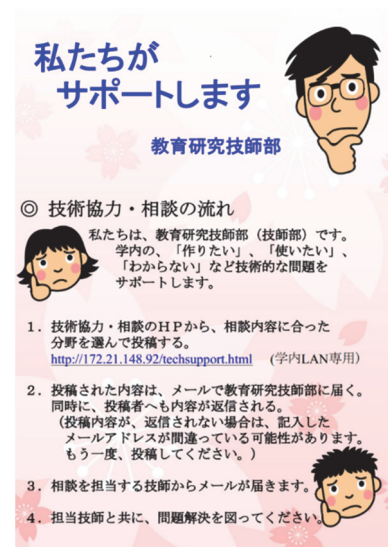 私たちが
サポートします
教育研究技師部
◎ 技術協力・相談の流れ
私たちは、教育研究技師部（技師部）です。
学内の、「作りたい」、「使いたい」、
「わからない」など技術的な問題を
サポートします。
1．技術協力・相談のＨＰから、相談内容に合った
分野を選んで投稿する。
http://172.21.148.92/techsupport.html　(学内LAN専用)
2．投稿された内容は、メールで教育研究技師部に届く。
同時に、投稿者へも内容が返信される。
（投稿内容が、返信されない場合は、記入した
メールアドレスが間違っている可能性があります。
もう一度、投稿してください。）
3．相談を担当する技師からメールが届きます。
4．担当技師と共に、問題解決を図ってください。